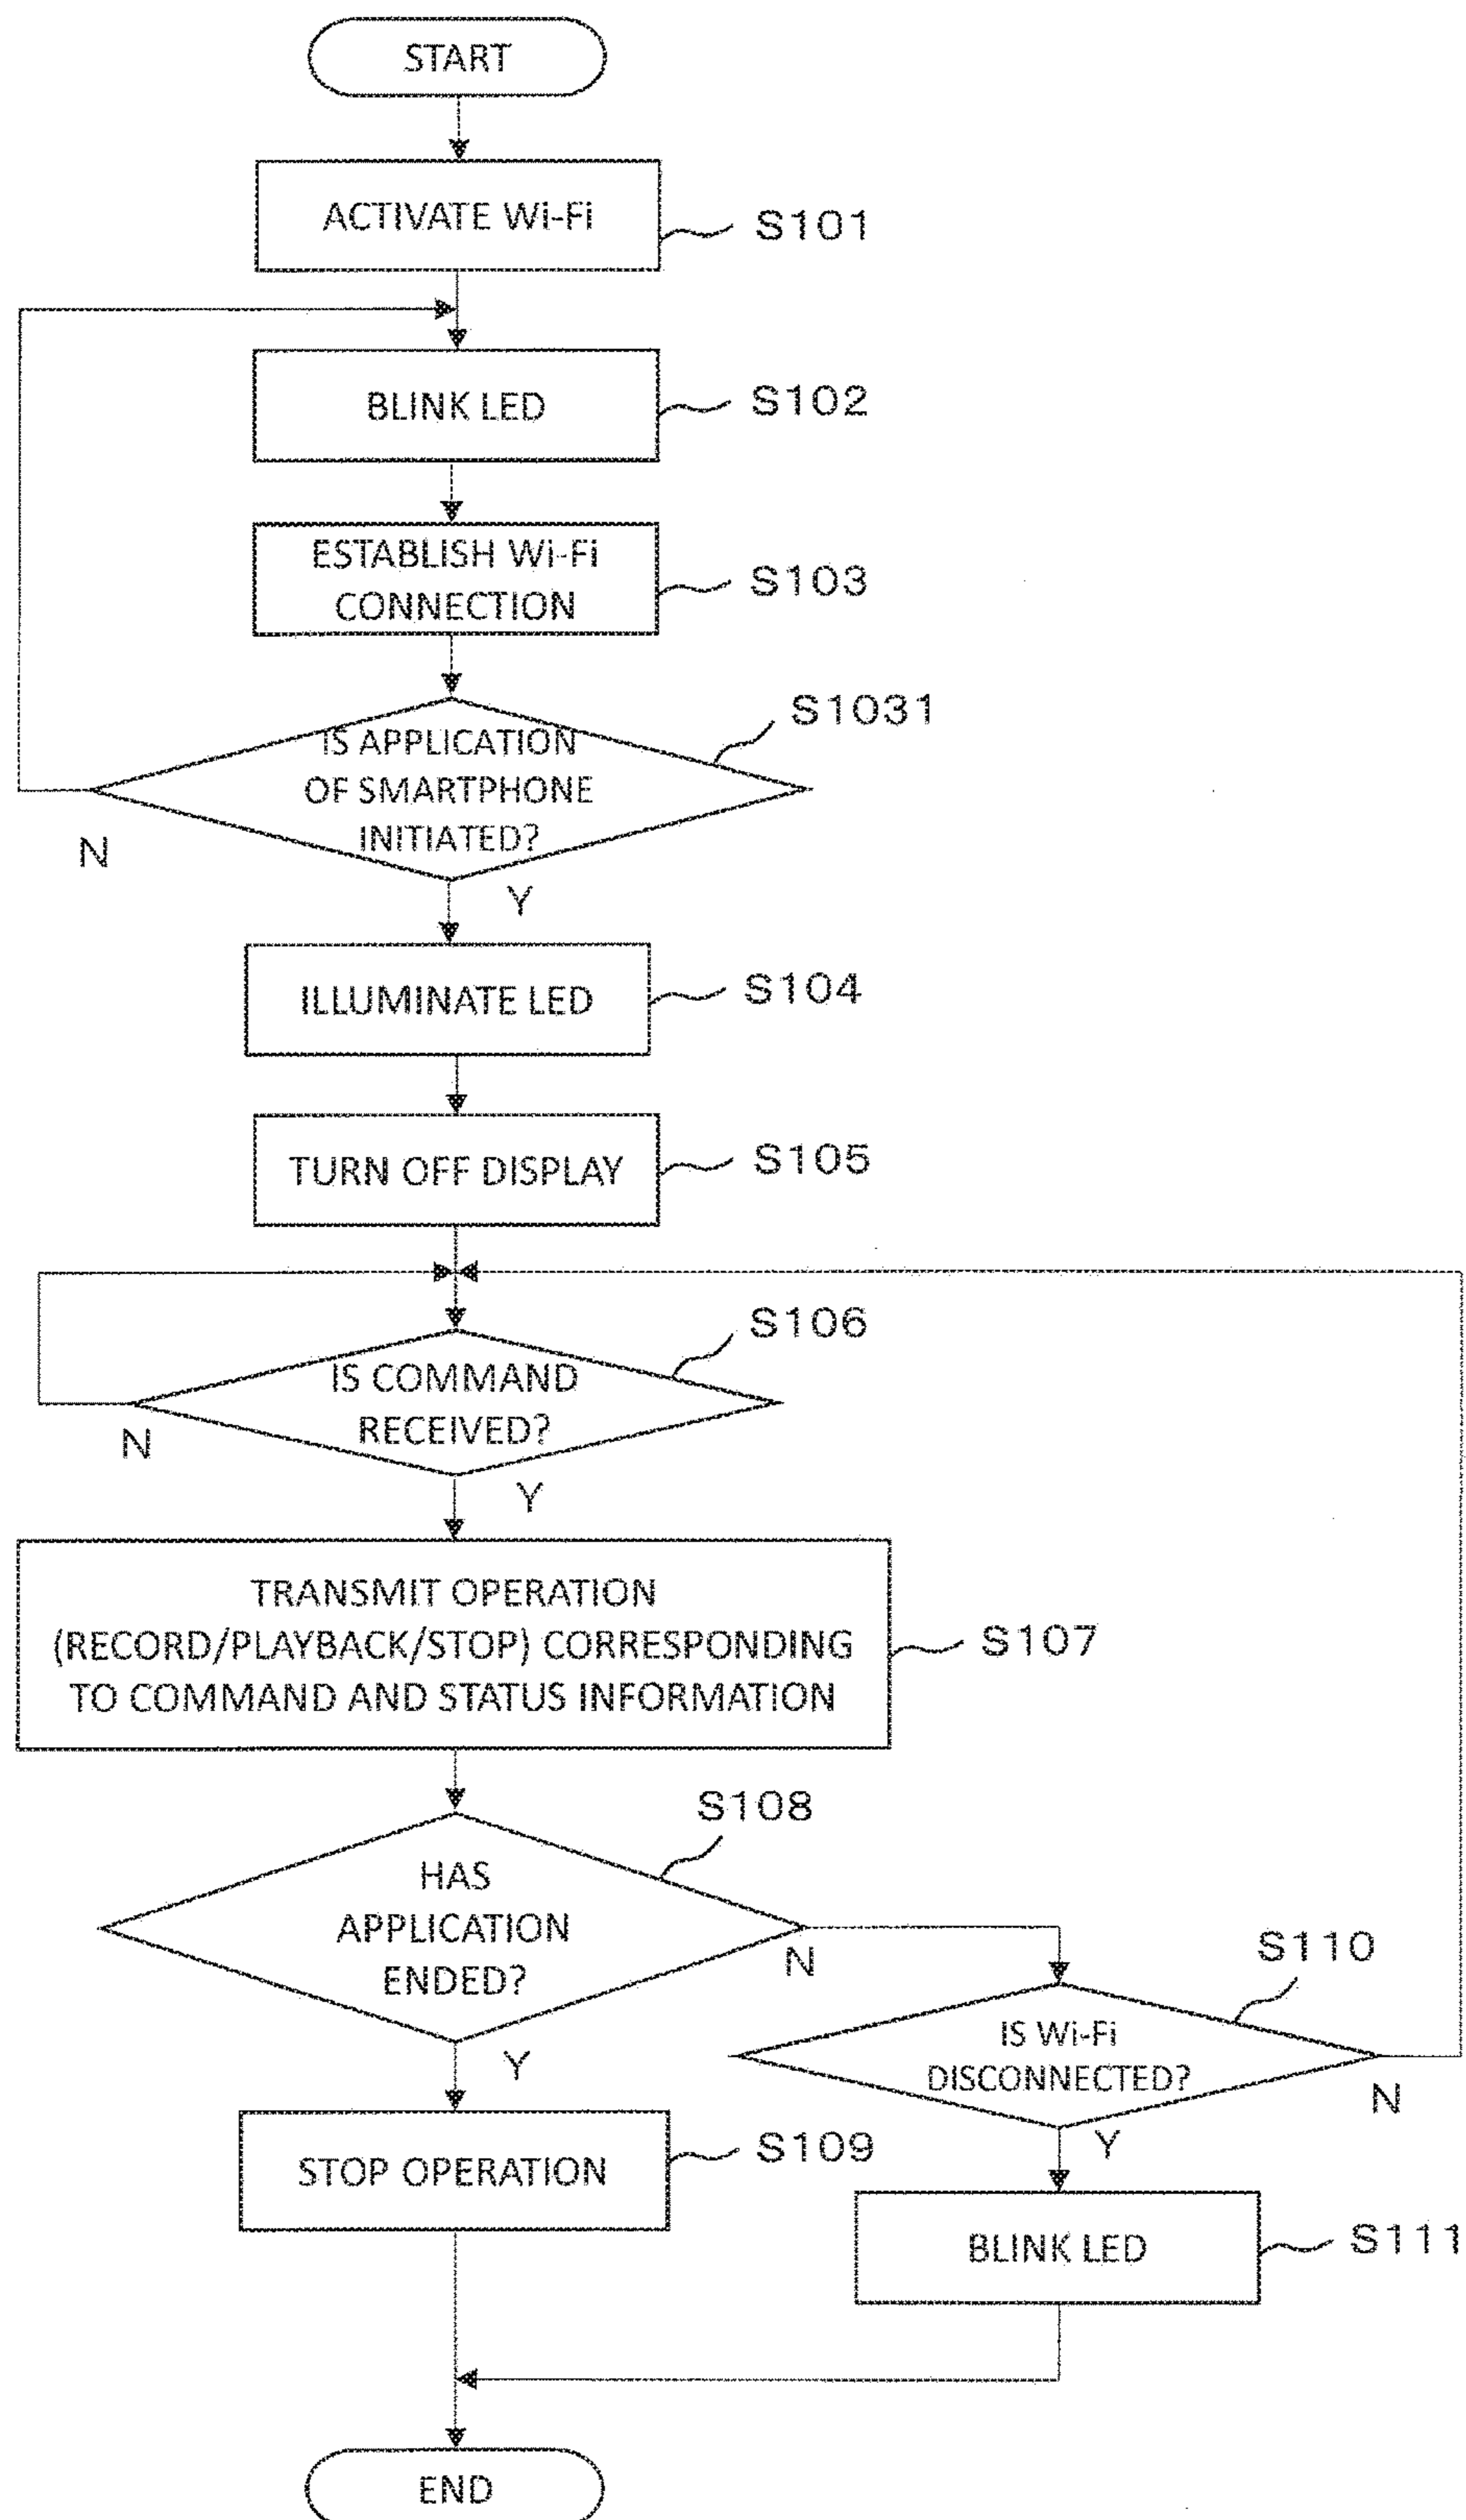 START
ACTIVATE Wi-Fi
S101
BLINK LED
S102
ESTABLISH Wi-Fi
CONNECTION
S103
S1031
IS APPLICATION
OF SMARTPHONE
INITIATED?
N
Y
ILLUMINATE LED
S104
TURN OFF DISPLAY
S105
S106
IS COMMAND
RECEIVED?
N
Y
TRANSMIT OPERATION
(RECORD/PLAYBACK/STOP) CORRESPONDING
TO COMMAND AND STATUS INFORMATION
S107
S108
HAS
APPLICATION
ENDED?
N
Y
S110
IS Wi-Fi
DISCONNECTED?
N
Y
STOP OPERATION
S109
BLINK LED
S111
END